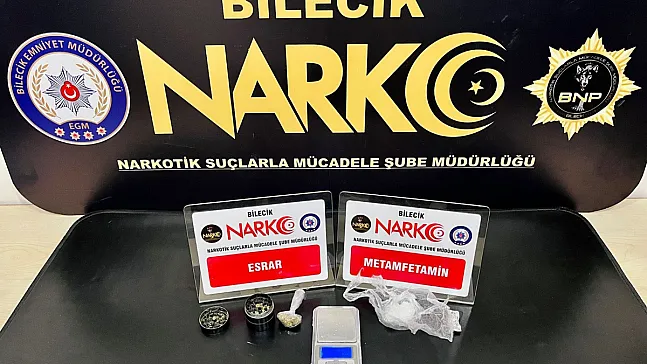 BİLECİK
NARKO
BİLECİK EMNİYET MÜDÜRLÜĞÜ
EGM
BNP
NARKOTİK SUÇLARLA MÜCADELE ŞUBE MÜDÜRLÜĞÜ
BİLECİK
NARKO
NARKOTİK SUÇLARLA MÜCADELE ŞUBE MÜDÜRLÜĞÜ
ESRAR
BİLECİK
NARKO
NARKOTİK SUÇLARLA MÜCADELE ŞUBE MÜDÜRLÜĞÜ
METAMFETAMİN